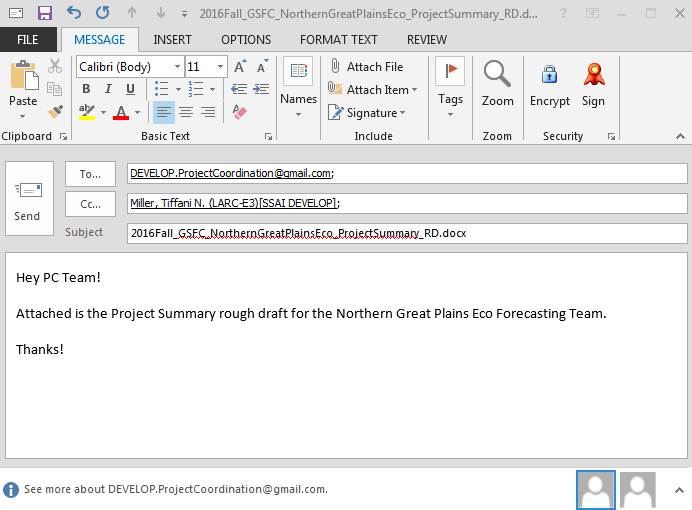 2016Fall_GSFC_NorthernGreatPlainsEco_ProjectSummary_RD.d...
FILE MESSAGE INSERT OPTIONS FORMAT TEXT REVIEW
Paste
Clipboard
Calibri (Body) 11 A A
B I U
ab A
Basic Text
Names
Attach File
Attach Item
Signature
Include
Tags
Zoom
Zoom
Encrypt Sign
Security
Send
To... DEVELOP.ProjectCoordination@gmail.com;
Cc... Miller, Tiffani N. (LARC-E3)[SSAI DEVELOP];
Subject 2016Fall_GSFC_NorthernGreatPlainsEco_ProjectSummary_RD.docx
Hey PC Team!
Attached is the Project Summary rough draft for the Northern Great Plains Eco Forecasting Team.
Thanks!
See more about DEVELOP.ProjectCoordination@gmail.com.